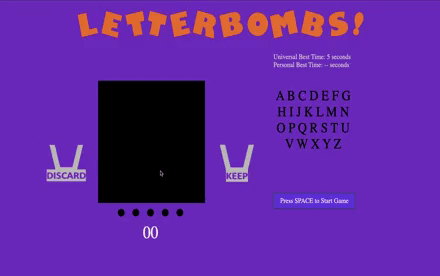 LETTERBOMBS!
Universal Best Time: 5 seconds
Personal Best Time: -- seconds
A B C D E F G
H I J K L M N
O P Q R S T U
V W X Y Z
DISCARD
KEEP
Press SPACE to Start Game
00